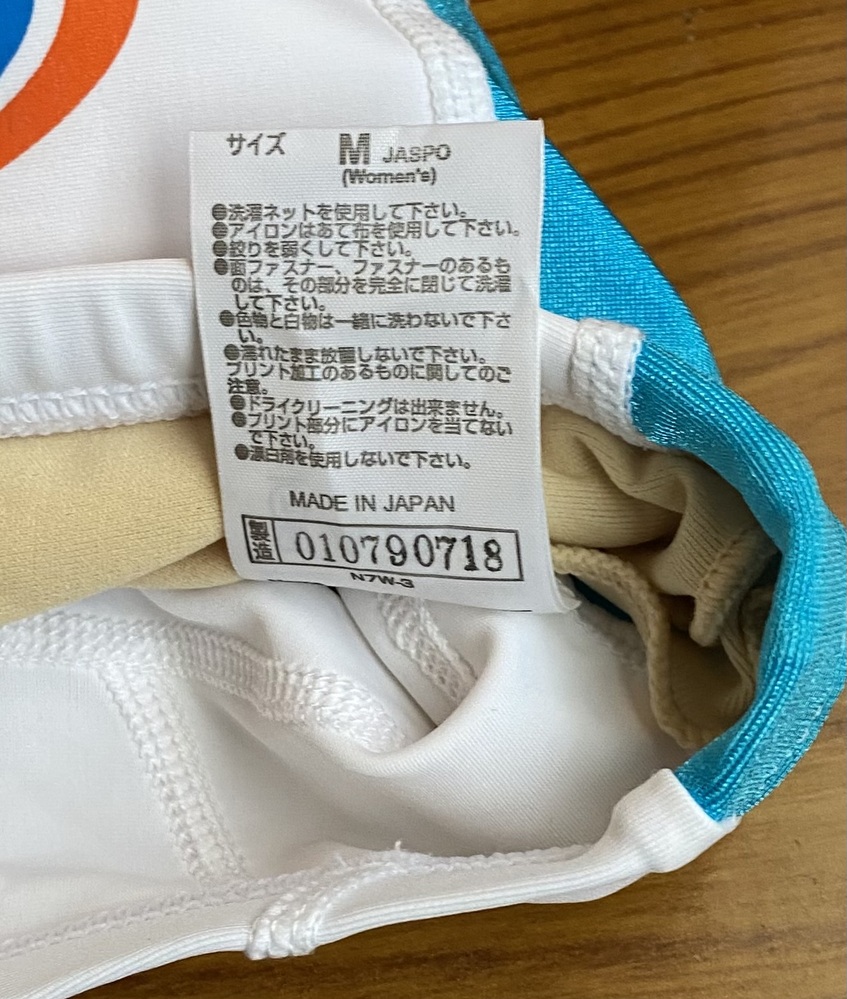 サイズ M JASPO
(Women's)
●洗濯ネットを使用して下さい。
●アイロンはあて布を使用して下さい。
●絞りを弱くして下さい。
●面ファスナー、ファスナーのあるも
のは、その部分を完全に閉じて洗濯
して下さい。
●色物と白物は一緒に洗わないで下さ
い。
●濡れたまま放置しないで下さい。
プリント加工のあるものに関してのご
注意。
●ドライクリーニングは出来ません。
●プリント部分にアイロンを当てない
で下さい。
●漂白剤を使用しないで下さい。
MADE IN JAPAN
製造 010790718
N7W-3